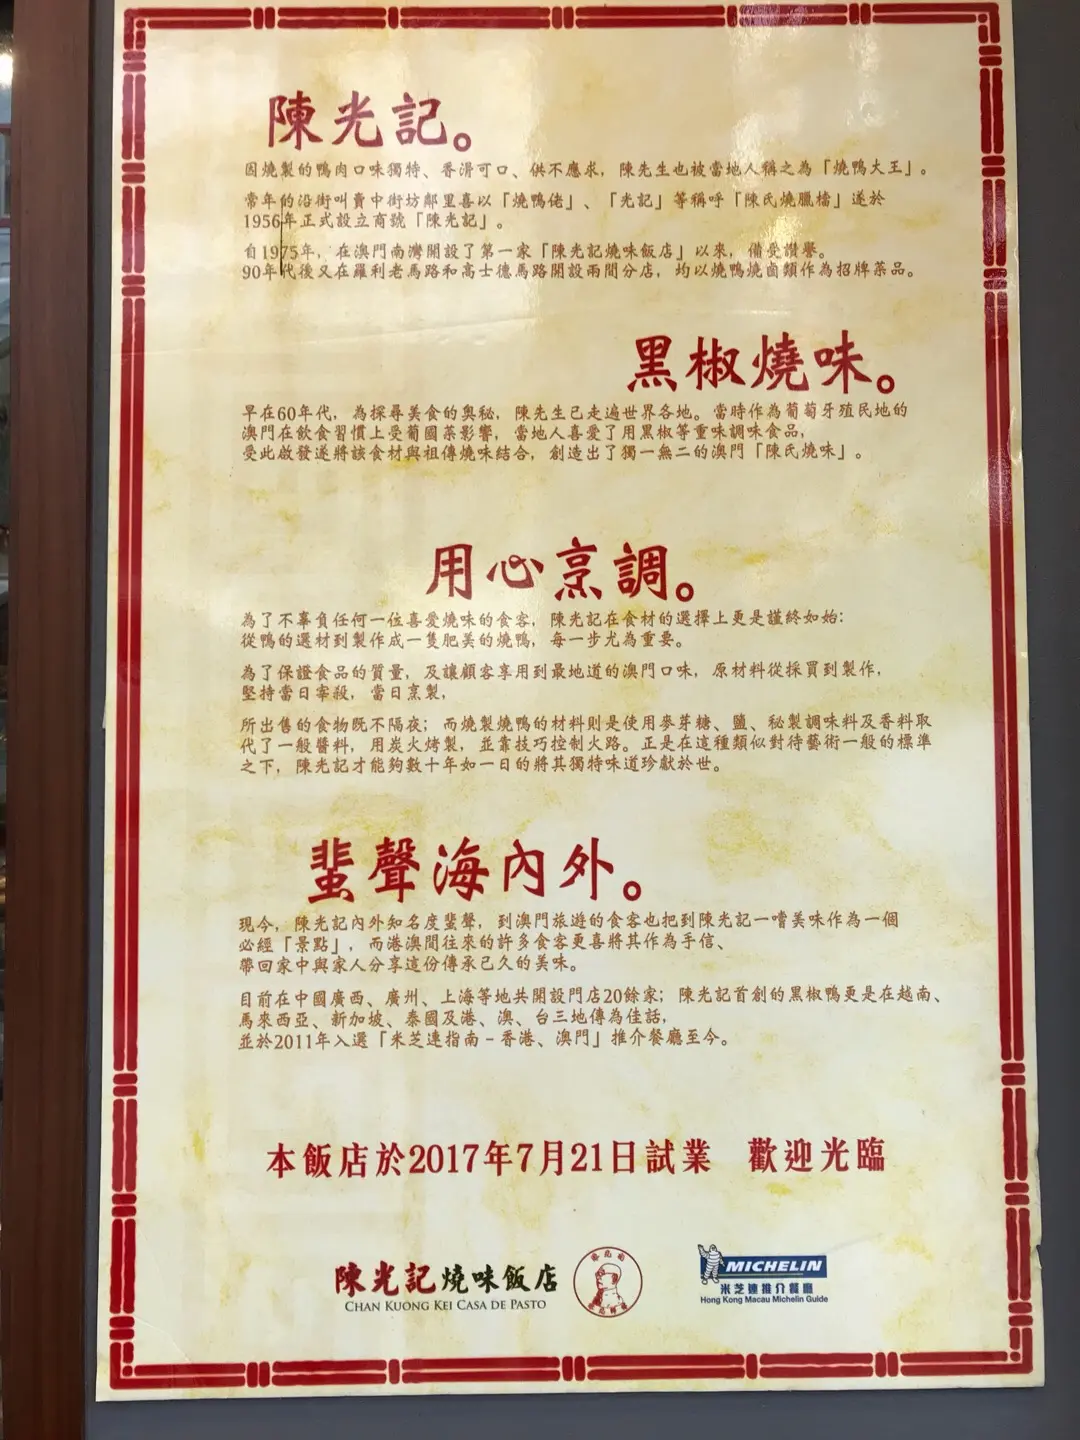 陳光記。
因燒製的鴨肉口味獨特、香滑可口、供不應求，陳先生也被當地人稱之為「燒鴨大王」。
常年的沿街叫賣中街坊鄰里喜以「燒鴨佬」、「光記」等稱呼「陳氏燒臘檔」遂於
1956年正式設立商號「陳光記」。
自1975年，在澳門南灣開設了第一家「陳光記燒味飯店」以來，備受讚譽。
90年代後又在羅利老馬路和高士德馬路開設兩間分店，均以燒鴨燒鹵類作為招牌菜品。
黑椒燒味。
早在60年代，為探尋美食的奧秘，陳先生已走遍世界各地。當時作為葡萄牙殖民地的
澳門在飲食習慣上受葡國菜影響，當地人喜愛了用黑椒等重味調味食品，
受此啟發遂將該食材與祖傳燒味結合，創造出了獨一無二的澳門「陳氏燒味」。
用心烹調。
為了不辜負任何一位喜愛燒味的食客，陳光記在食材的選擇上更是謹終如始：
從鴨的選材到製作成一隻肥美的燒鴨，每一步尤為重要。
為了保證食品的質量，及讓顧客享用到最地道的澳門口味，原材料從採買到製作，
堅持當日宰殺，當日烹製，
所出售的食物既不隔夜；而燒製燒鴨的材料則是使用麥芽糖、鹽、秘製調味料及香料取
代了一般醬料，用炭火烤製，並靠技巧控制火路。正是在這種類似對待藝術一般的標準
之下，陳光記才能夠數十年如一日的將其獨特味道珍獻於世。
蜚聲海內外。
現今，陳光記內外知名度蜚聲，到澳門旅遊的食客也把到陳光記一嚐美味作為一個
必經「景點」，而港澳間往來的許多食客更喜將其作為手信、
帶回家中與家人分享這份傳承已久的美味。
目前在中國廣西、廣州、上海等地共開設門店20餘家；陳光記首創的黑椒鴨更是在越南、
馬來西亞、新加坡、泰國及港、澳、台三地傳為佳話，
並於2011年入選「米芝連指南－香港、澳門」推介餐廳至今。
本飯店於2017年7月21日試業 歡迎光臨
陳光記燒味飯店
CHAN KUONG KEI CASA DE PASTO
MICHELIN
米芝連推介餐廳
Hong Kong Macau Michelin Guide